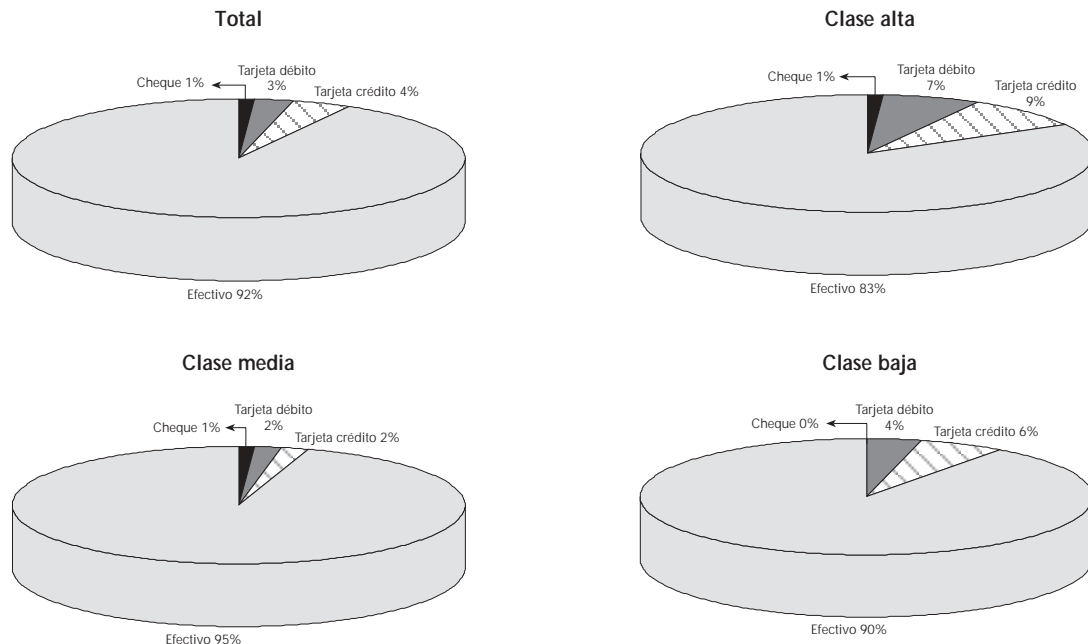 Total
Cheque 1%
Tarjeta débito
3%
Tarjeta crédito 4%
Efectivo 92%
Clase alta
Cheque 1%
Tarjeta débito
7%
Tarjeta crédito
9%
Efectivo 83%
Clase media
Cheque 1%
Tarjeta débito
2%
Tarjeta crédito 2%
Efectivo 95%
Clase baja
Cheque 0%
Tarjeta débito
4%
Tarjeta crédito 6%
Efectivo 90%